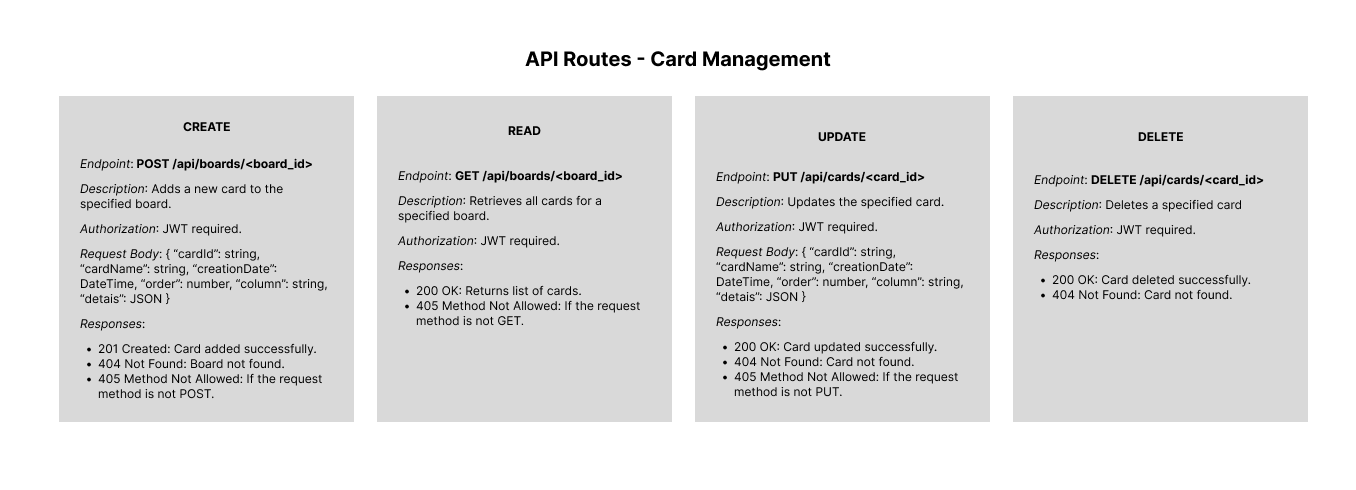 API Routes - Card Management
CREATE
Endpoint: POST /api/boards/<board_id>
Description: Adds a new card to the
specified board.
Authorization: JWT required.
Request Body: { “cardId”: string,
“cardName”: string, “creationDate”:
DateTime, “order”: number, “column”: string,
“detais”: JSON }
Responses:
• 201 Created: Card added successfully.
• 404 Not Found: Board not found.
• 405 Method Not Allowed: If the request
method is not POST.
READ
Endpoint: GET /api/boards/<board_id>
Description: Retrieves all cards for a
specified board.
Authorization: JWT required.
Responses:
• 200 OK: Returns list of cards.
• 405 Method Not Allowed: If the request
method is not GET.
UPDATE
Endpoint: PUT /api/cards/<card_id>
Description: Updates the specified card.
Authorization: JWT required.
Request Body: { “cardId”: string,
“cardName”: string, “creationDate”:
DateTime, “order”: number, “column”: string,
“detais”: JSON }
Responses:
• 200 OK: Card updated successfully.
• 404 Not Found: Card not found.
• 405 Method Not Allowed: If the request
method is not PUT.
DELETE
Endpoint: DELETE /api/cards/<card_id>
Description: Deletes a specified card
Authorization: JWT required.
Responses:
• 200 OK: Card deleted successfully.
• 404 Not Found: Card not found.